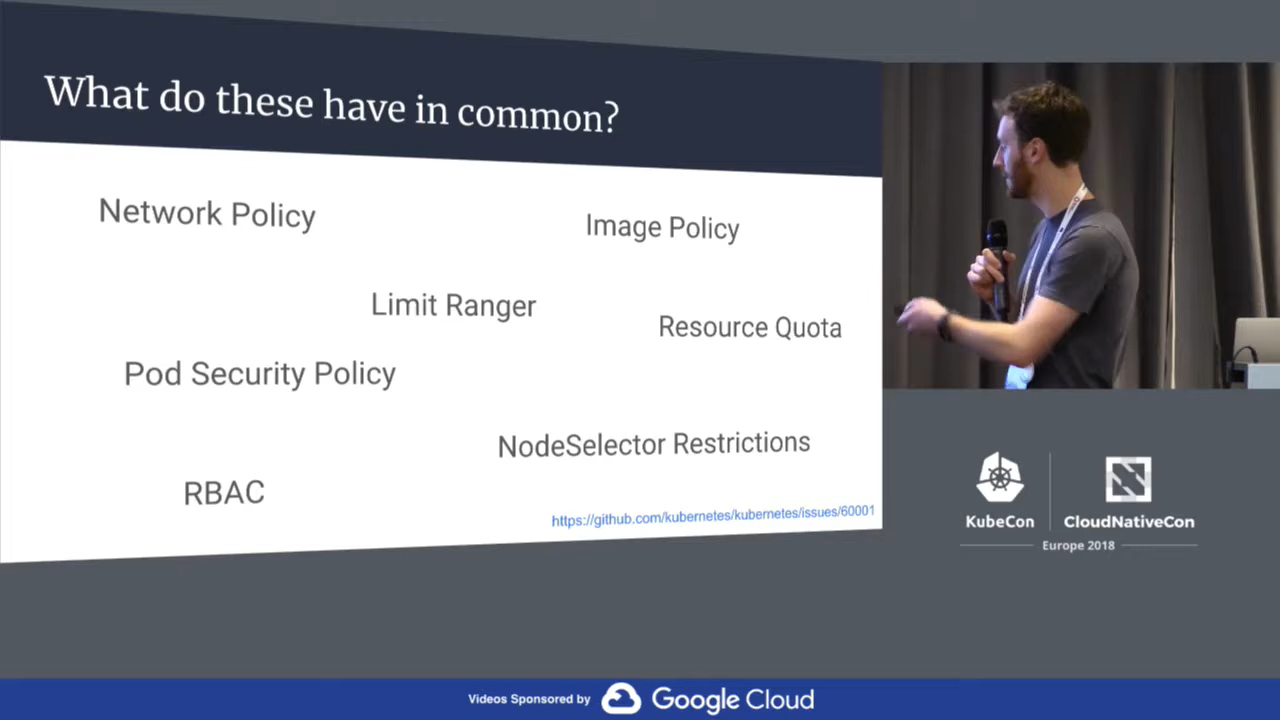 What do these have in common?
Network Policy
Image Policy
Limit Ranger
Resource Quota
Pod Security Policy
NodeSelector Restrictions
RBAC
https://github.com/kubernetes/kubernetes/issues/60001
KubeCon
CloudNativeCon
Europe 2018
Videos Sponsored by Google Cloud